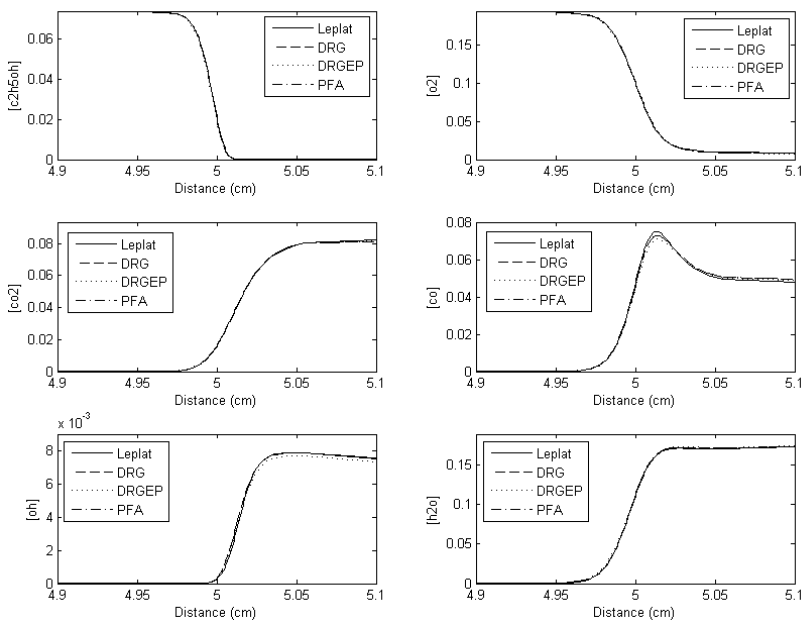 0.06
0.04
0.02
0
[c2h5oh]
Leplat
DRG
DRGEP
PFA
4.9 4.95 5 5.05 5.1
Distance (cm)
0.15
0.1
0.05
0
[o2]
Leplat
DRG
DRGEP
PFA
4.9 4.95 5 5.05 5.1
Distance (cm)
0.08
0.06
0.04
0.02
0
[co2]
Leplat
DRG
DRGEP
PFA
4.9 4.95 5 5.05 5.1
Distance (cm)
0.08
0.06
0.04
0.02
0
[co]
Leplat
DRG
DRGEP
PFA
4.9 4.95 5 5.05 5.1
Distance (cm)
x 10-3
8
6
4
2
0
[oh]
Leplat
DRG
DRGEP
PFA
4.9 4.95 5 5.05 5.1
Distance (cm)
0.15
0.1
0.05
0
[h2o]
Leplat
DRG
DRGEP
PFA
4.9 4.95 5 5.05 5.1
Distance (cm)